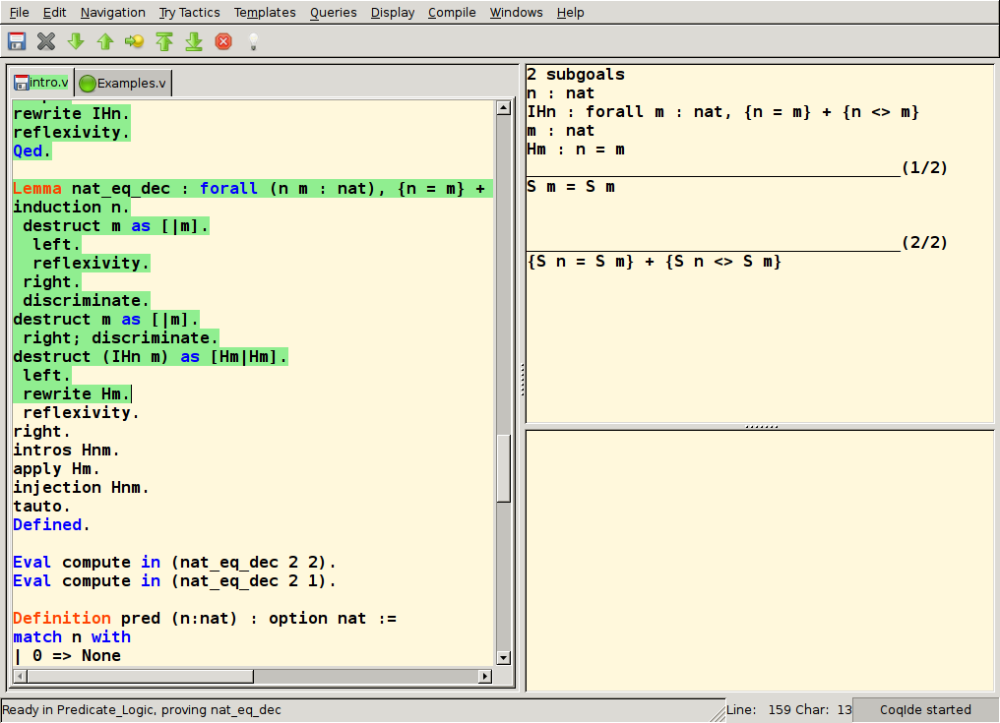 File Edit Navigation Try Tactics Templates Queries Display Compile Windows Help
intro.v Examples.v
rewrite IHn.
reflexivity.
Qed.
Lemma nat_eq_dec : forall (n m : nat), {n = m} +
induction n.
destruct m as [|m].
left.
reflexivity.
right.
discriminate.
destruct m as [|m].
right; discriminate.
destruct (IHn m) as [Hm|Hm].
left.
rewrite Hm.
reflexivity.
right.
intros Hnm.
apply Hm.
injection Hnm.
tauto.
Defined.
Eval compute in (nat_eq_dec 2 2).
Eval compute in (nat_eq_dec 2 1).
Definition pred (n:nat) : option nat :=
match n with
| 0 => None
2 subgoals
n : nat
IHn : forall m : nat, {n = m} + {n <> m}
m : nat
Hm : n = m
______________________________________(1/2)
S m = S m
______________________________________(2/2)
{S n = S m} + {S n <> S m}
Ready in Predicate_Logic, proving nat_eq_dec
Line: 159 Char: 13
CoqIde started